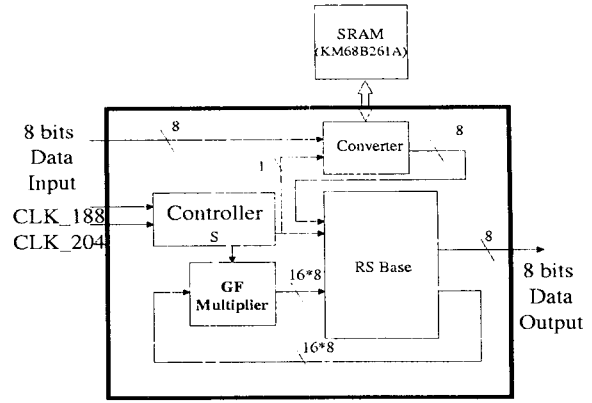 SRAM
(KM68B261A)
8 bits
Data
Input
8
Converter
8
1
CLK_188
CLK_204
Controller
S
GF
Multiplier
16*8
RS Base
8
8 bits
Data
Output
16*8